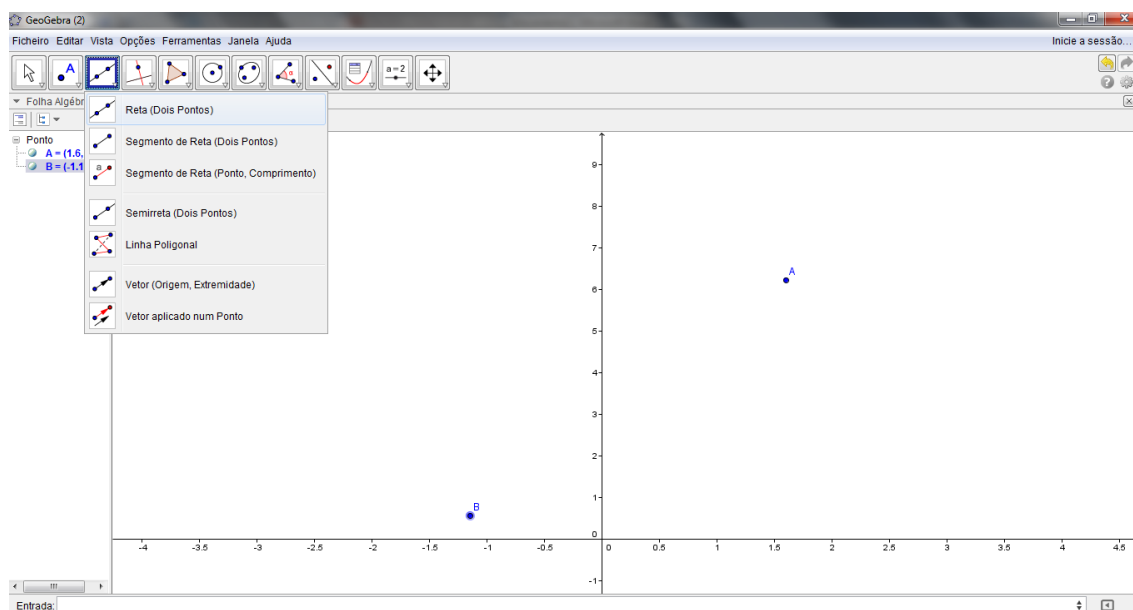 GeoGebra (2)
Ficheiro Editar Vista Opções Ferramentas Janela Ajuda Inicie a sessão...
A α a=2
Folha Algébr
Ponto
A = (1.6,
B = (-1.1
Reta (Dois Pontos)
Segmento de Reta (Dois Pontos)
a Segmento de Reta (Ponto, Comprimento)
Semirreta (Dois Pontos)
Linha Poligonal
Vetor (Origem, Extremidade)
Vetor aplicado num Ponto
9
8
7
A
6
5
4
3
2
1
B
0
-4 -3.5 -3 -2.5 -2 -1.5 -1 -0.5 0 0.5 1 1.5 2 2.5 3 3.5 4 4.5
-1
Entrada: